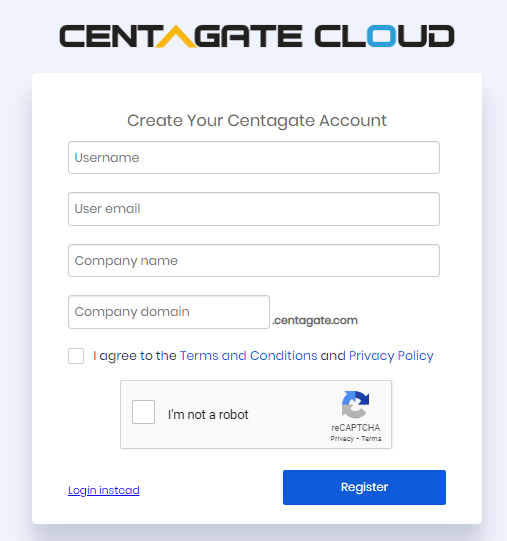 CENTAGATE CLOUD
Create Your Centagate Account
Username
User email
Company name
Company domain
.centagate.com
I agree to the Terms and Conditions and Privacy Policy
I'm not a robot
reCAPTCHA
Privacy - Terms
Login instead
Register